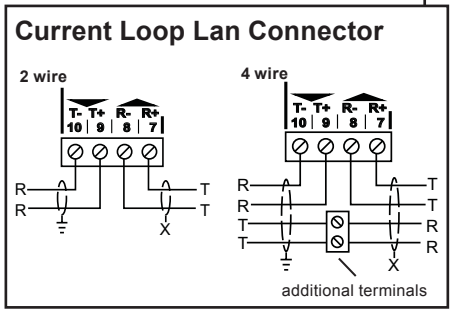 Current Loop Lan Connector
2 wire
T- T+ R- R+
10 9 8 7
R T
R T
X
4 wire
T- T+ R- R+
10 9 8 7
R T
R T
T R
T R
X
additional terminals